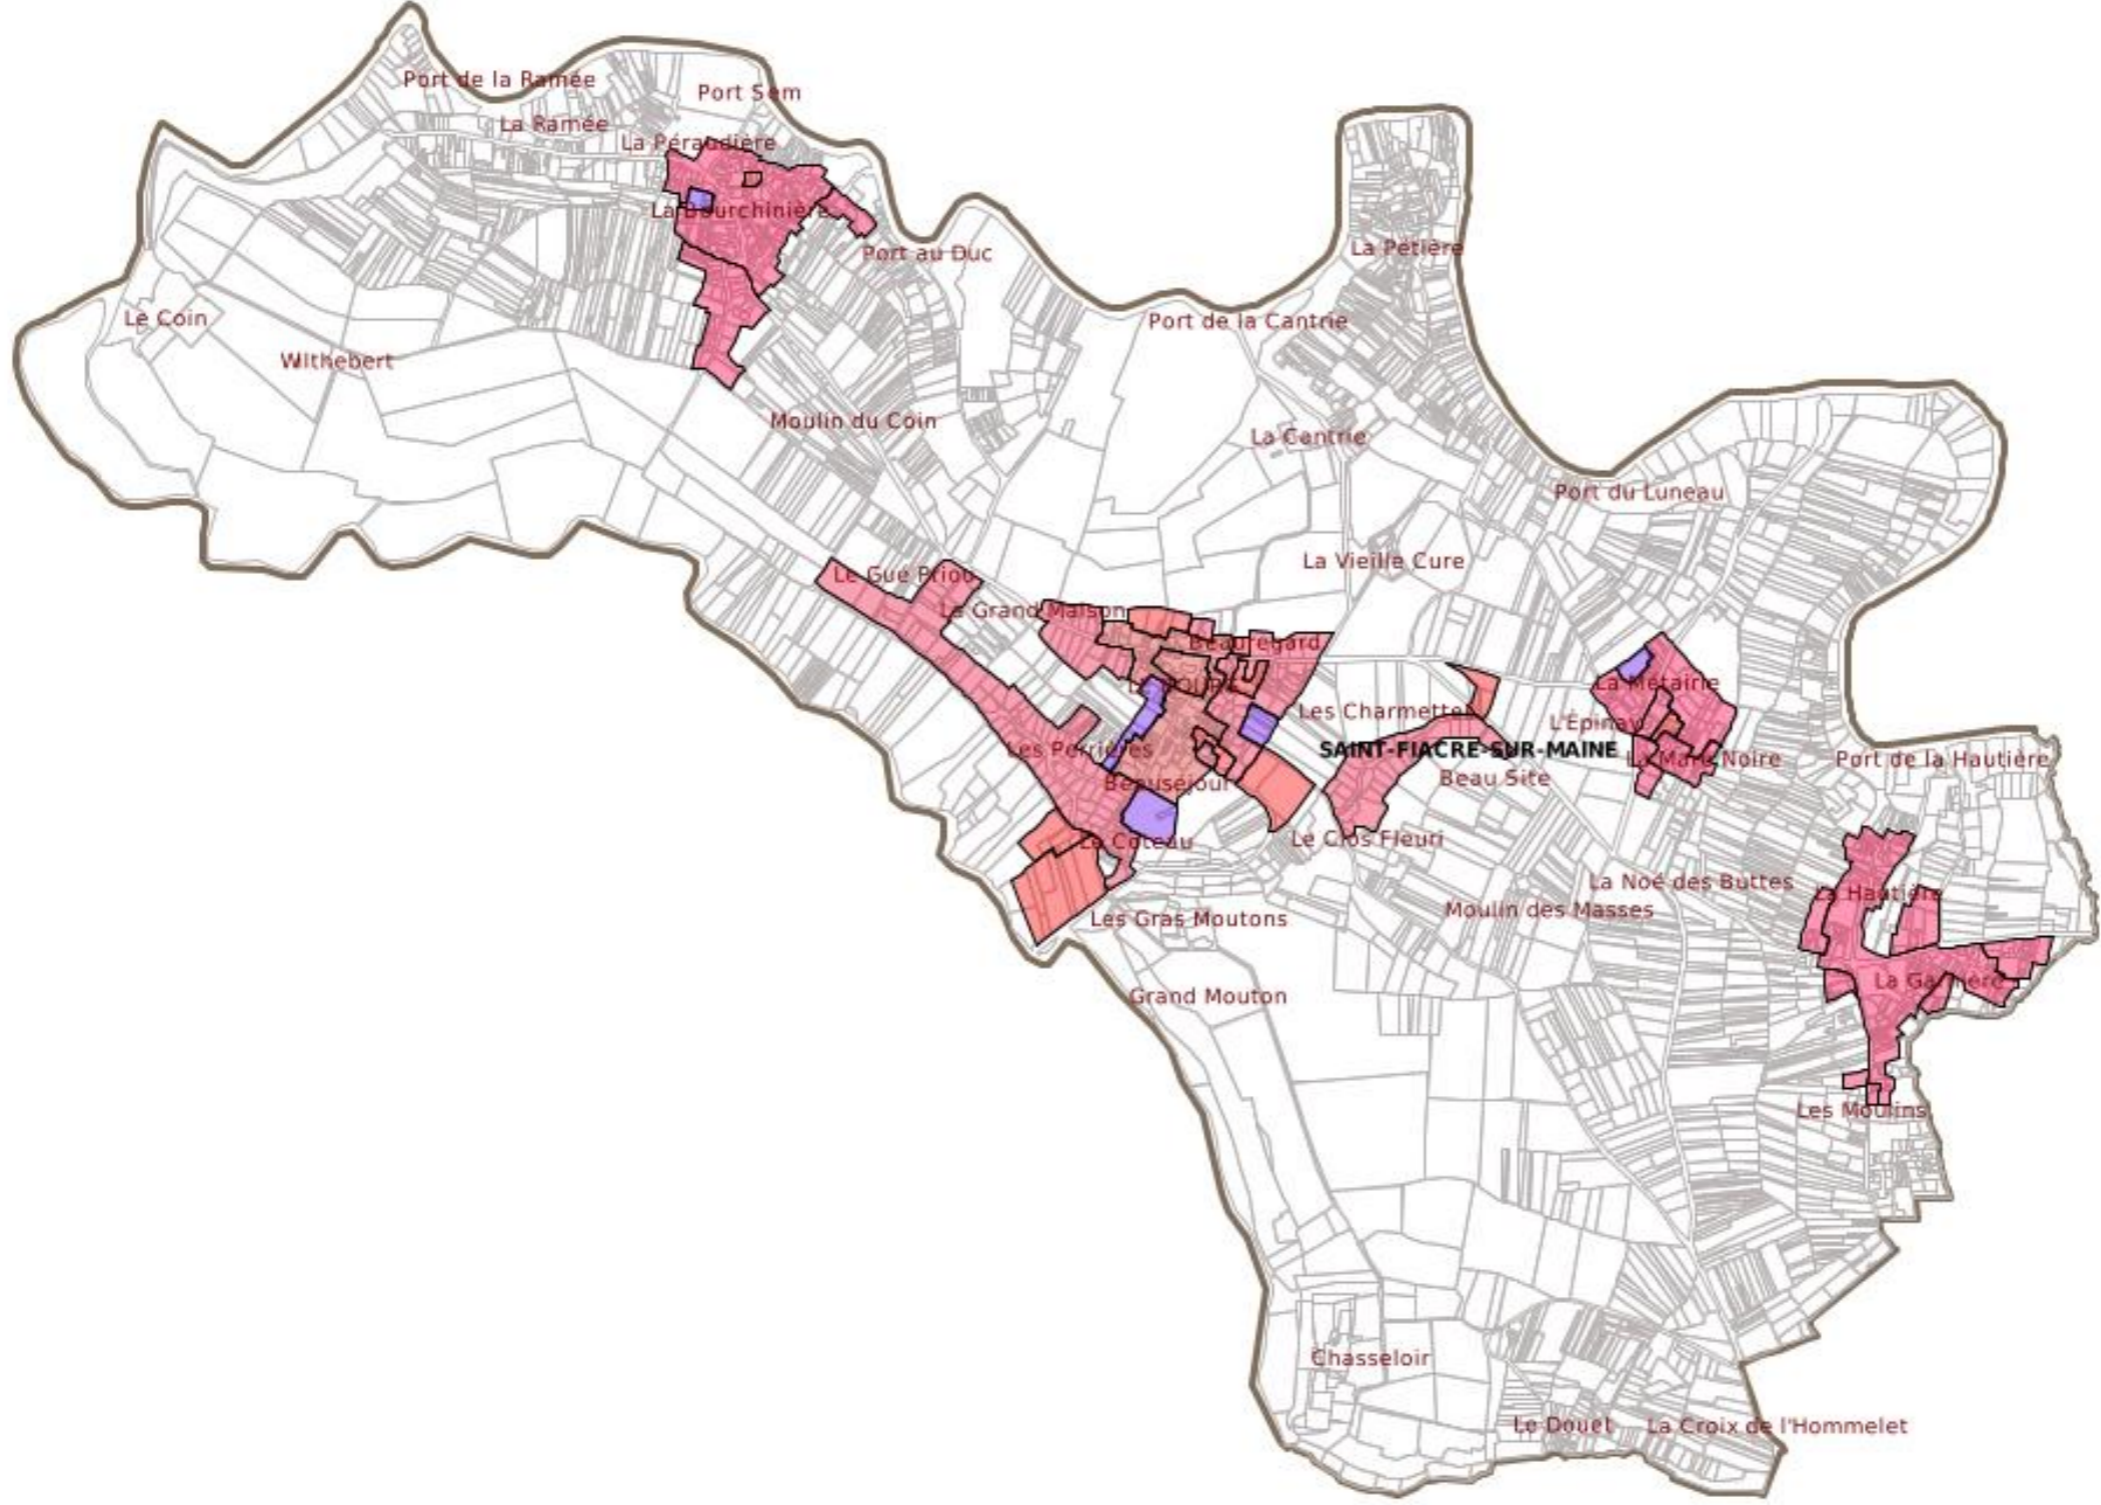 Port de la Ramée
Port Sem
La Ramée
La Péraudière
La Bourchinière
Port au Duc
La Pétière
Le Coin
Port de la Cantrie
Withebert
Moulin du Coin
La Cantrie
Port du Luneau
La Vieille Cure
Le Gué Priou
La Grand Maison
Beauregard
La Métairie
Les Charmettes
L'Épinay
Les Perrières
SAINT-FIACRE-SUR-MAINE
La Mare Noire
Port de la Hautière
Beau Site
Beauséjour
Le Coteau
Le Clos Fleuri
La Noé des Buttes
La Hautière
Moulin des Masses
Les Gras Moutons
Grand Mouton
Les Moulins
Chasseloir
Le Douet
La Croix de l'Hommelet